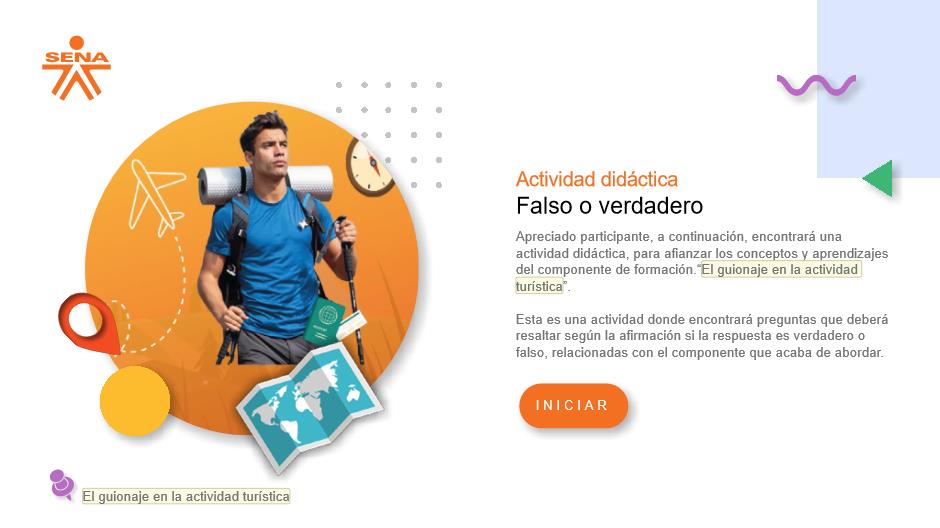 SENA
Actividad didáctica
Falso o verdadero
Apreciado participante, a continuación, encontrará una
actividad didáctica, para afianzar los conceptos y aprendizajes
del componente de formación.“El guionaje en la actividad
turística”.
Esta es una actividad donde encontrará preguntas que deberá
resaltar según la afirmación si la respuesta es verdadero o
falso, relacionadas con el componente que acaba de abordar.
INICIAR
El guionaje en la actividad turística